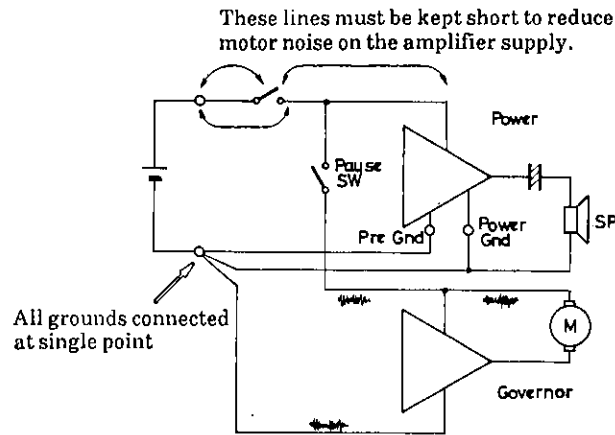 These lines must be kept short to reduce
motor noise on the amplifier supply.
Power
Pause
SW
SP
Pre Gnd
Power
Gnd
All grounds connected
at single point
M
Governor